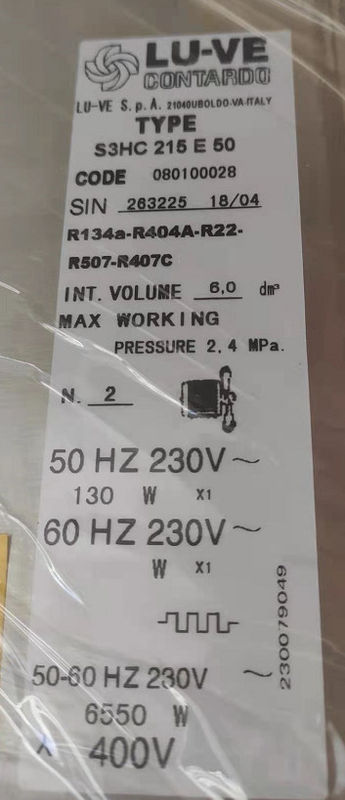 LU-VE
CONTARDO
LU-VE S.p.A. 21040UBOLDO-VA-ITALY
TYPE
S3HC 215 E 50
CODE 080100028
SIN 263225 18/04
R134a-R404A-R22-
R507-R407C
INT. VOLUME 6,0 dm³
MAX WORKING
PRESSURE 2,4 MPa.
N. 2
50 HZ 230V ~
130 W X1
60 HZ 230V ~
W X1
50-60 HZ 230V ~
6550 W
X 400V
230079049